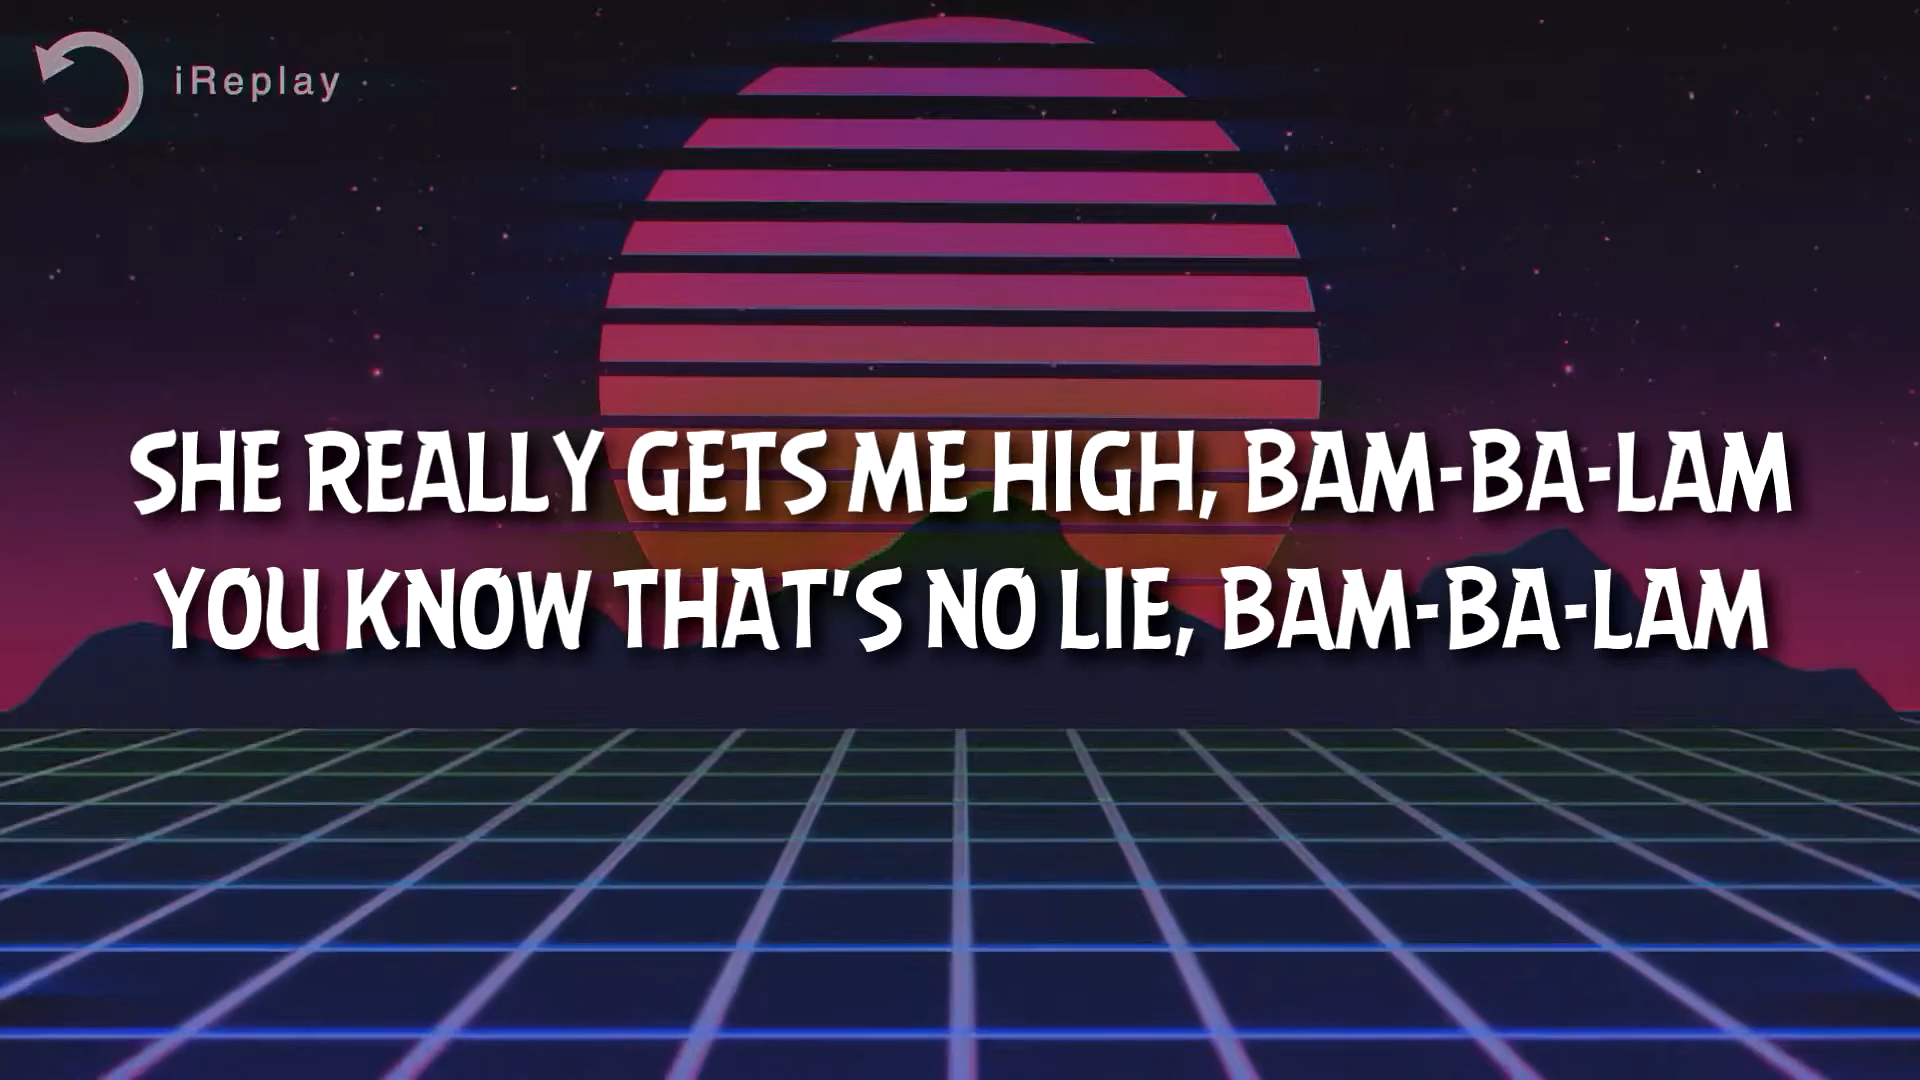 iReplay
SHE REALLY GETS ME HIGH, BAM-BA-LAM
YOU KNOW THAT'S NO LIE, BAM-BA-LAM